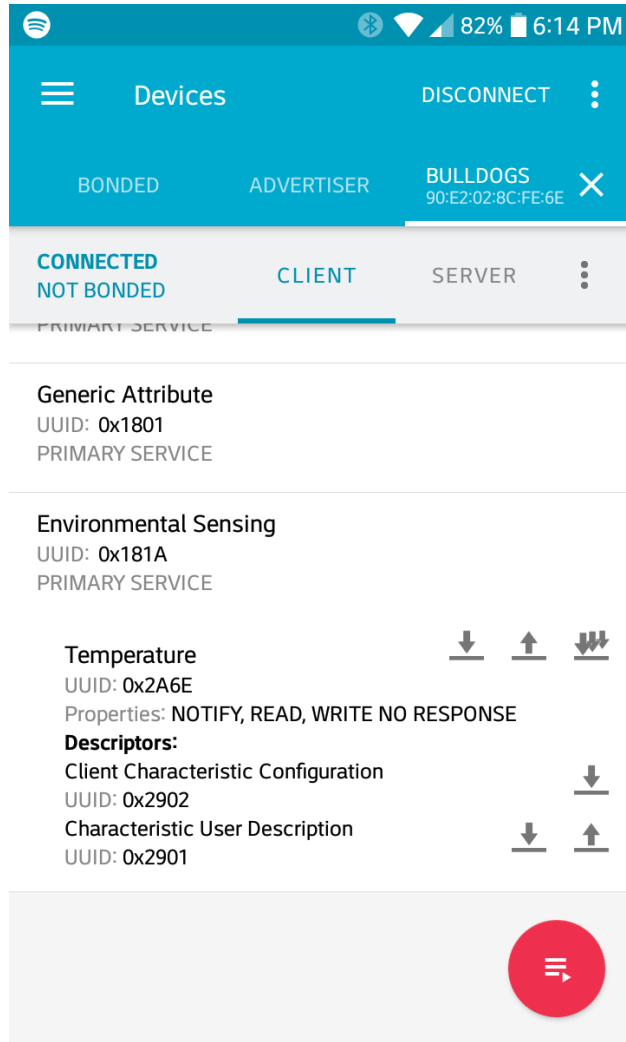 82% 6:14 PM
Devices DISCONNECT
BONDED ADVERTISER BULLDOGS
90:E2:02:8C:FE:6E
CONNECTED
NOT BONDED
CLIENT SERVER
PRIMARY SERVICE
Generic Attribute
UUID: 0x1801
PRIMARY SERVICE
Environmental Sensing
UUID: 0x181A
PRIMARY SERVICE
Temperature
UUID: 0x2A6E
Properties: NOTIFY, READ, WRITE NO RESPONSE
Descriptors:
Client Characteristic Configuration
UUID: 0x2902
Characteristic User Description
UUID: 0x2901